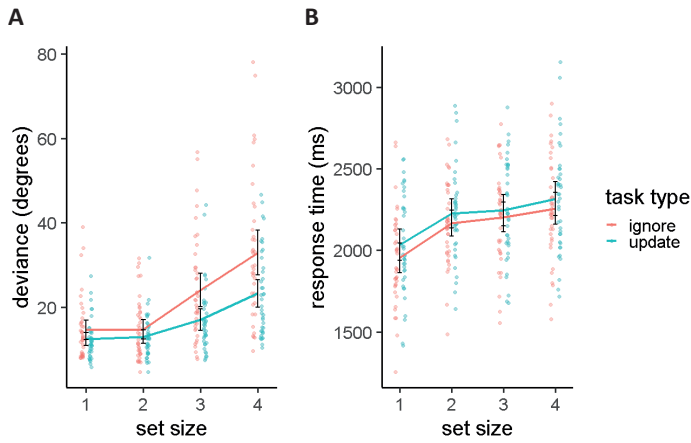 A
deviance (degrees)
80
60
40
20
1 2 3 4
set size
B
response time (ms)
3000
2500
2000
1500
1 2 3 4
set size
task type
ignore
update